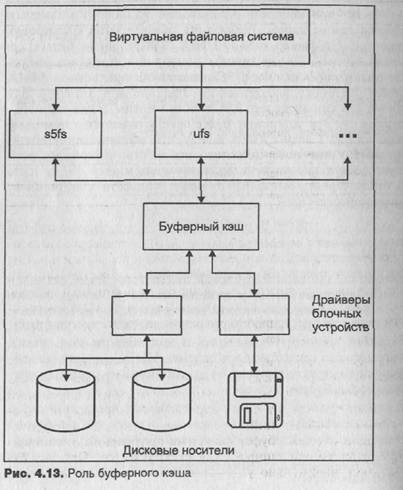 Виртуальная файловая система
s5fs
ufs
...
Буферный кэш
Драйверы
блочных
устройств
Дисковые носители
Рис. 4.13. Роль буферного кэша